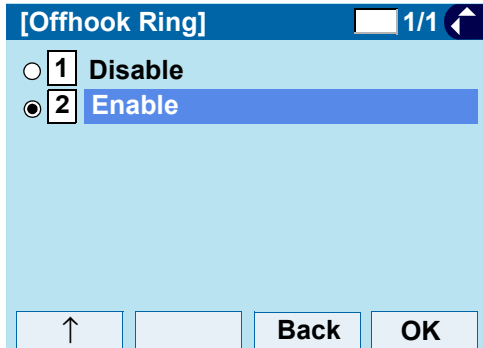 [Offhook Ring] 1/1
1 Disable
2 Enable
↑ Back OK